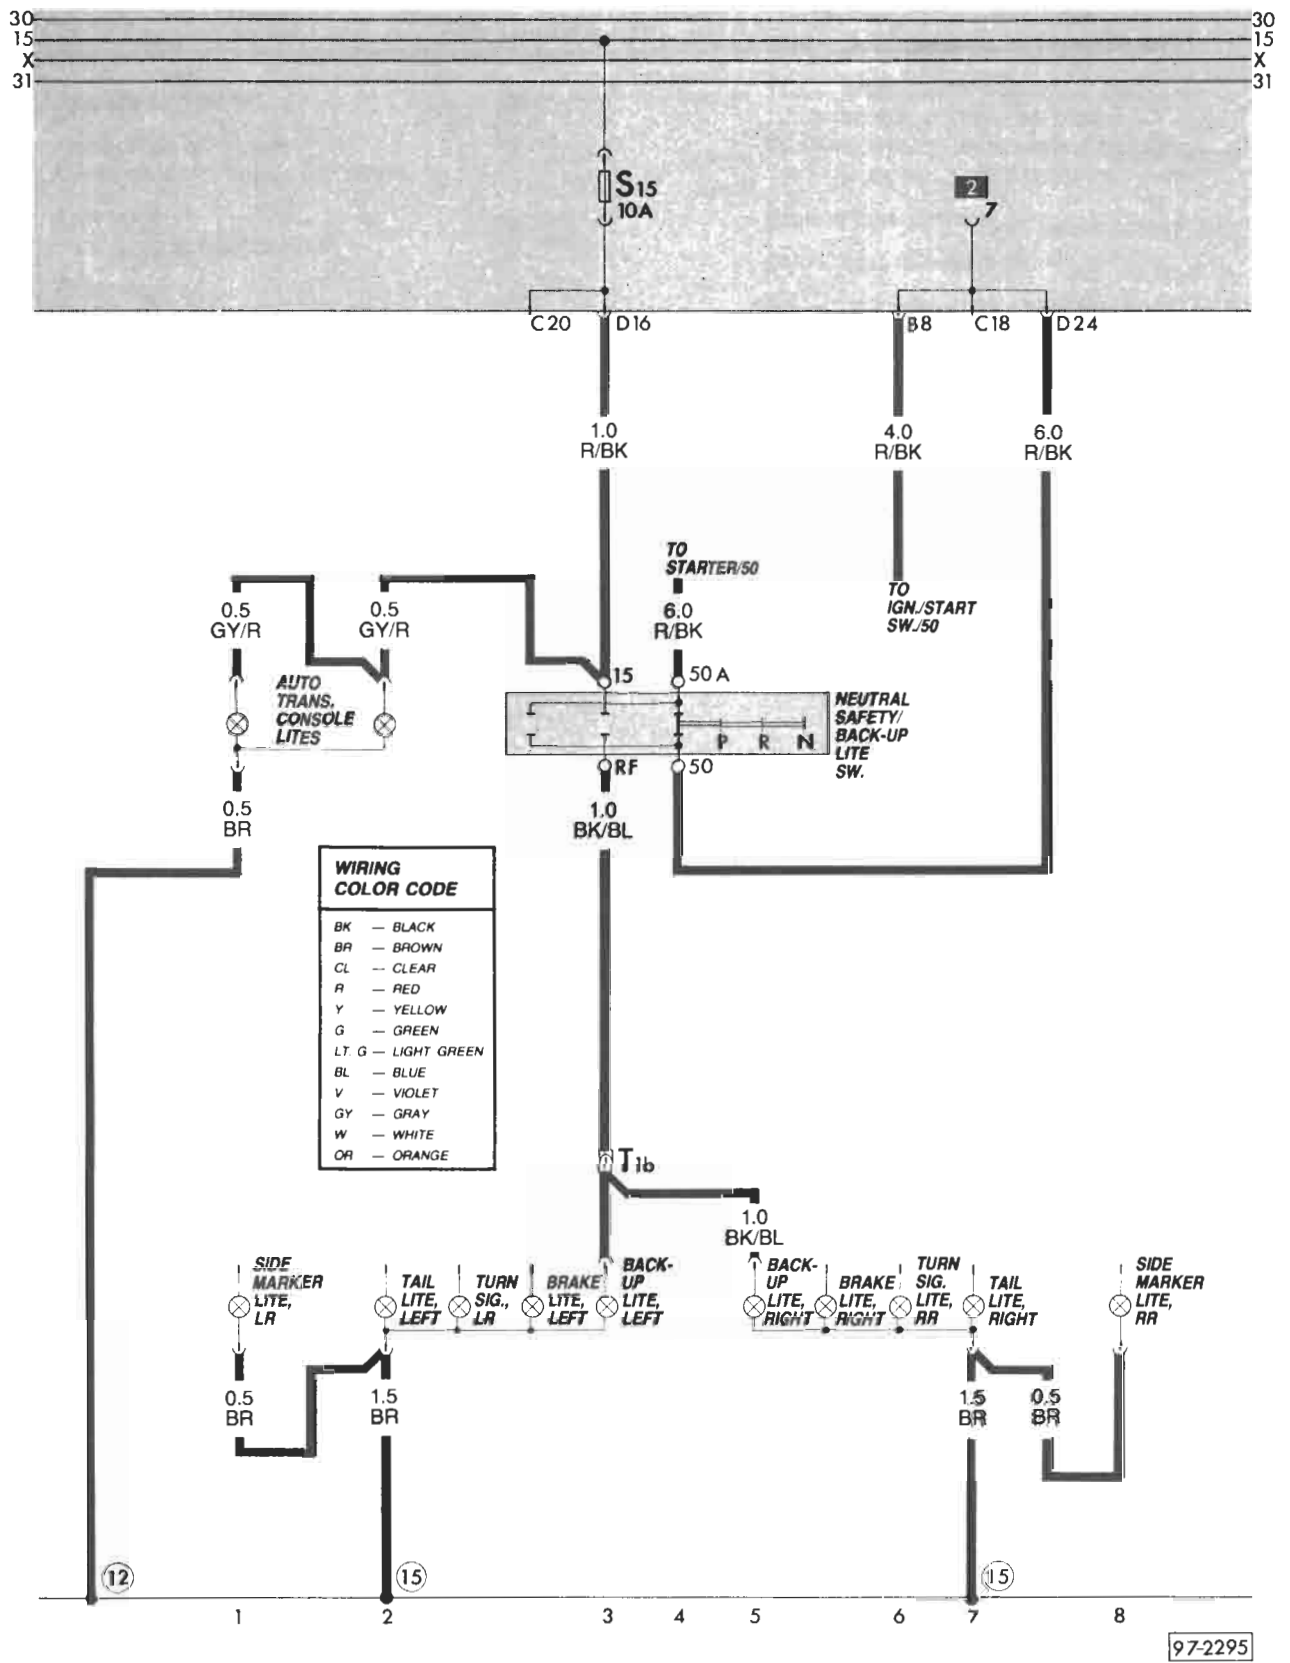 30 30
15 15
X X
31 31
S15
10A
2
7
C20 D16 B8 C18 D24
1.0
R/BK
4.0
R/BK
6.0
R/BK
TO
STARTER/50
6.0
R/BK
TO
IGN./START
SW./50
0.5
GY/R
0.5
GY/R
15 50A
AUTO
TRANS.
CONSOLE
LITES
P R N
NEUTRAL
SAFETY/
BACK-UP
LITE
SW.
RF 50
0.5
BR
1.0
BK/BL
WIRING
COLOR CODE
BK — BLACK
BR — BROWN
CL — CLEAR
R — RED
Y — YELLOW
G — GREEN
LT. G — LIGHT GREEN
BL — BLUE
V — VIOLET
GY — GRAY
W — WHITE
OR — ORANGE
T1b
1.0
BK/BL
SIDE
MARKER
LITE,
LR
TAIL
LITE,
LEFT
TURN
SIG.,
LR
BRAKE
LITE,
LEFT
BACK-
UP
LITE,
LEFT
BACK-
UP
LITE,
RIGHT
BRAKE
LITE,
RIGHT
TURN
SIG.
LITE,
RR
TAIL
LITE,
RIGHT
SIDE
MARKER
LITE,
RR
0.5
BR
1.5
BR
1.5
BR
0.5
BR
12 15 15
1 2 3 4 5 6 7 8
97-2295